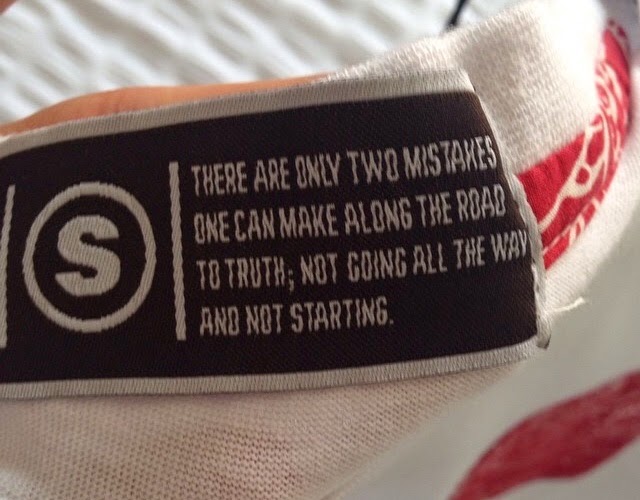 S
THERE ARE ONLY TWO MISTAKES
ONE CAN MAKE ALONG THE ROAD
TO TRUTH; NOT GOING ALL THE WAY
AND NOT STARTING.